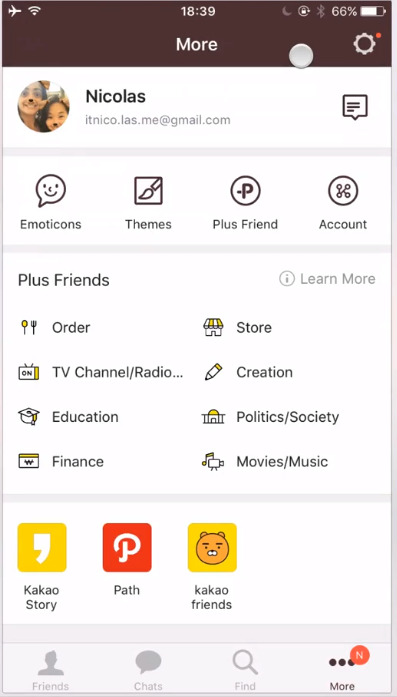 18:39
66%
More
Nicolas
itnico.las.me@gmail.com
Emoticons
Themes
Plus Friend
Account
Plus Friends
Learn More
Order
Store
ON
TV Channel/Radio...
Creation
Education
Politics/Society
₩
Finance
Movies/Music
Kakao
Story
Path
kakao
friends
Friends
Chats
Find
N
More